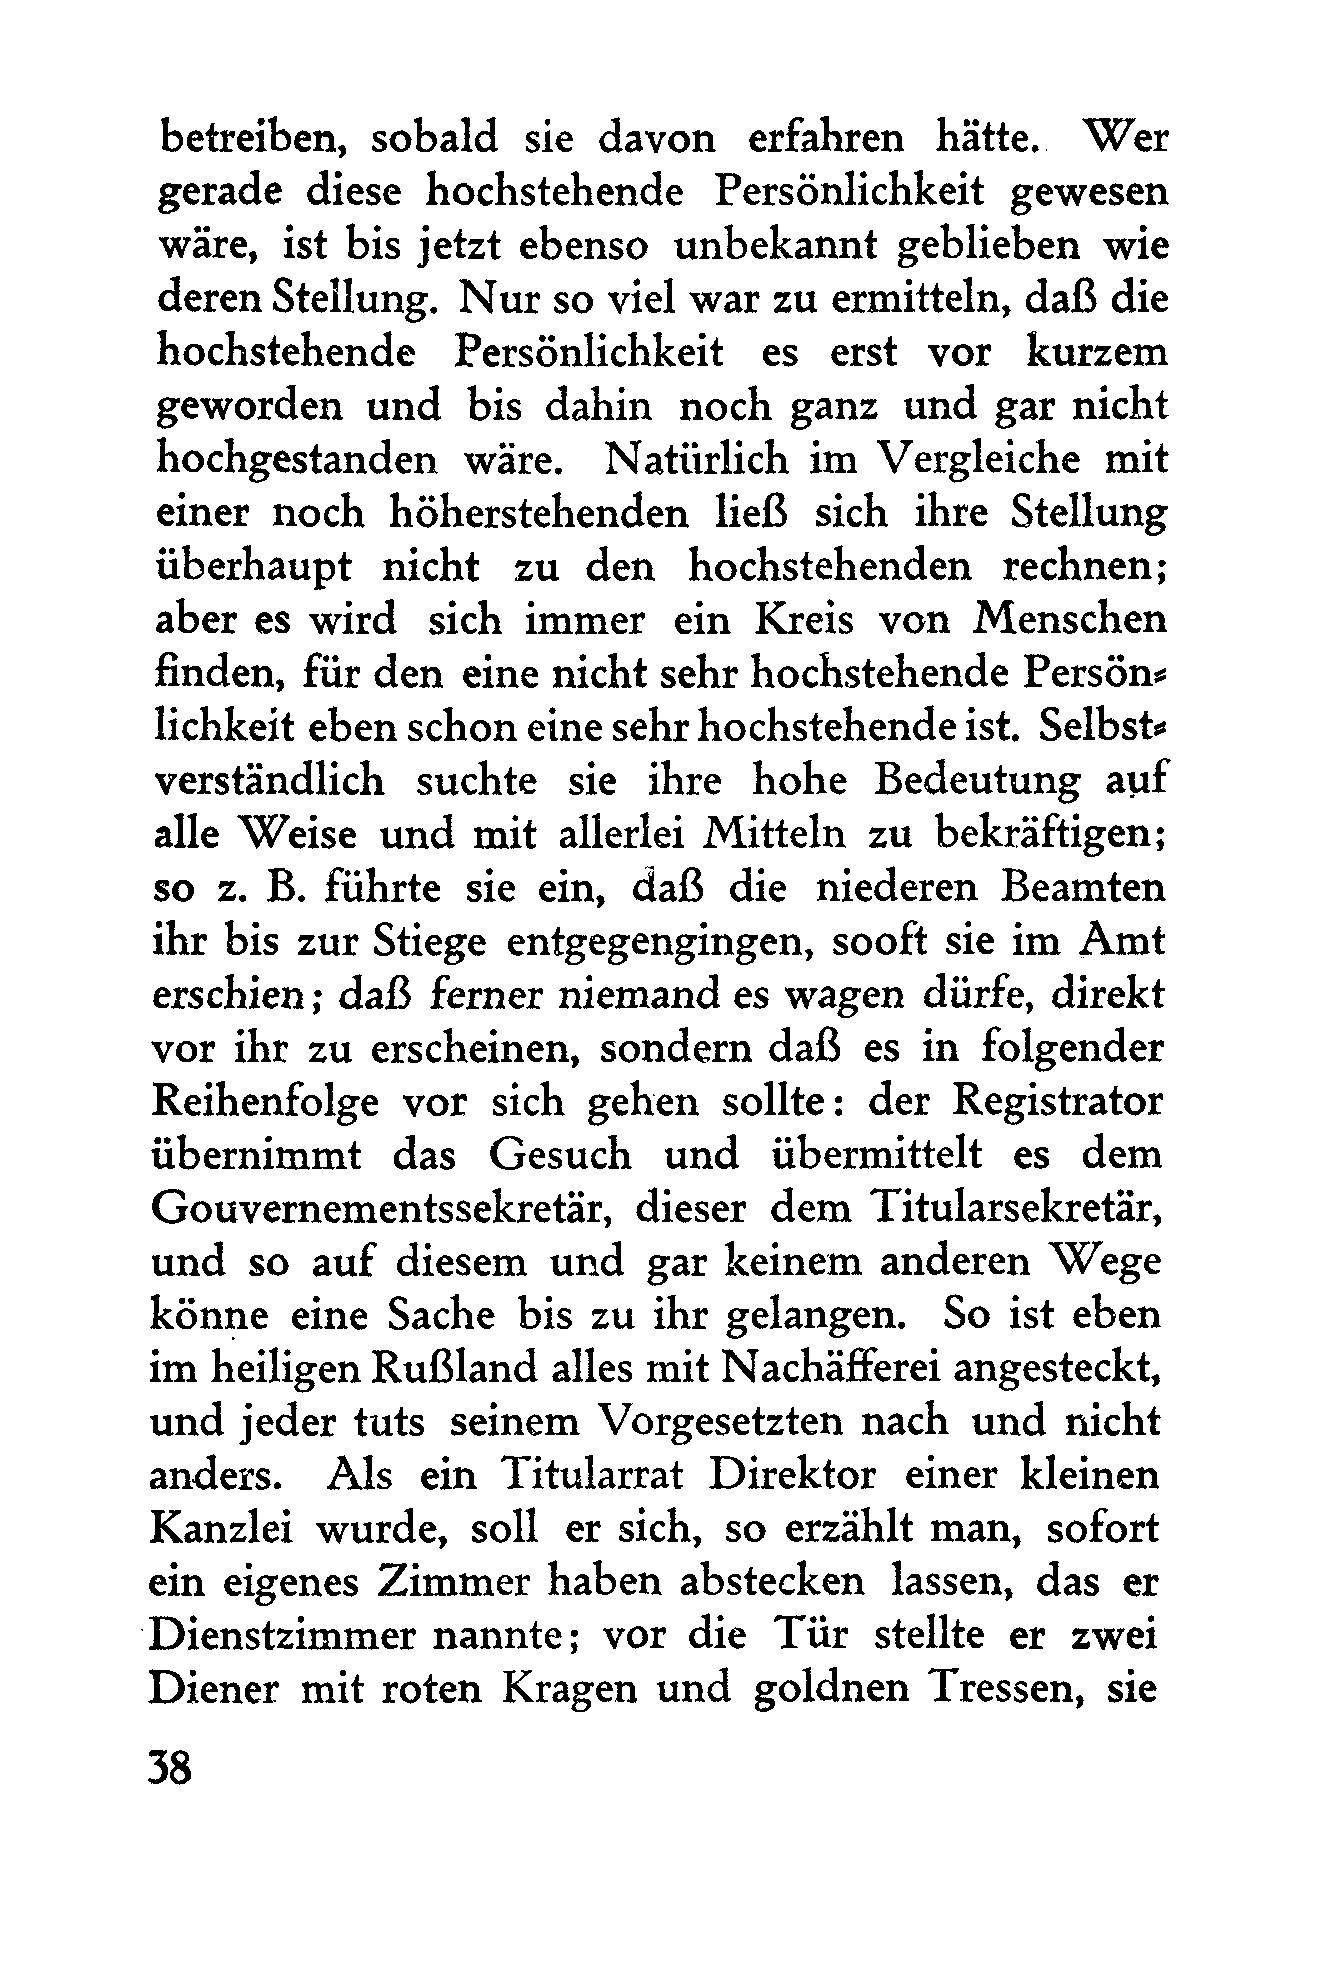 betreiben, sobald sie davon erfahren hätte. Wer
gerade diese hochstehende Persönlichkeit gewesen
wäre, ist bis jetzt ebenso unbekannt geblieben wie
deren Stellung. Nur so viel war zu ermitteln, daß die
hochstehende Persönlichkeit es erst vor kurzem
geworden und bis dahin noch ganz und gar nicht
hochgestanden wäre. Natürlich im Vergleiche mit
einer noch höherstehenden ließ sich ihre Stellung
überhaupt nicht zu den hochstehenden rechnen;
aber es wird sich immer ein Kreis von Menschen
finden, für den eine nicht sehr hochstehende Persön⸗
lichkeit eben schon eine sehr hochstehende ist. Selbst⸗
verständlich suchte sie ihre hohe Bedeutung auf
alle Weise und mit allerlei Mitteln zu bekräftigen;
so z. B. führte sie ein, daß die niederen Beamten
ihr bis zur Stiege entgegengingen, sooft sie im Amt
erschien; daß ferner niemand es wagen dürfe, direkt
vor ihr zu erscheinen, sondern daß es in folgender
Reihenfolge vor sich gehen sollte: der Registrator
übernimmt das Gesuch und übermittelt es dem
Gouvernementssekretär, dieser dem Titularsekretär,
und so auf diesem und gar keinem anderen Wege
könne eine Sache bis zu ihr gelangen. So ist eben
im heiligen Rußland alles mit Nachäfferei angesteckt,
und jeder tuts seinem Vorgesetzten nach und nicht
anders. Als ein Titularrat Direktor einer kleinen
Kanzlei wurde, soll er sich, so erzählt man, sofort
ein eigenes Zimmer haben abstecken lassen, das er
Dienstzimmer nannte; vor die Tür stellte er zwei
Diener mit roten Kragen und goldnen Tressen, sie
38